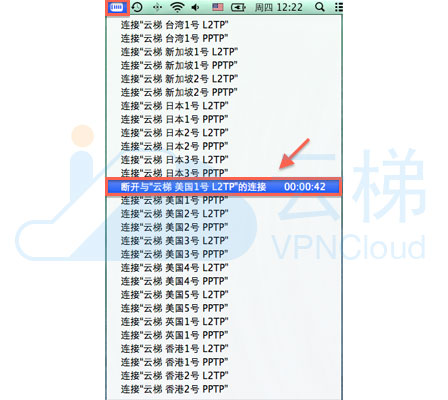 周四 12:22
连接“云梯 台湾1号 L2TP”
连接“云梯 台湾1号 PPTP”
连接“云梯 新加坡1号 L2TP”
连接“云梯 新加坡1号 PPTP”
连接“云梯 新加坡2号 L2TP”
连接“云梯 新加坡2号 PPTP”
连接“云梯 日本1号 L2TP”
连接“云梯 日本1号 PPTP”
连接“云梯 日本2号 L2TP”
连接“云梯 日本2号 PPTP”
连接“云梯 日本3号 L2TP”
连接“云梯 日本3号 PPTP”
断开与“云梯 美国1号 L2TP”的连接 00:00:42
连接“云梯 美国1号 PPTP”
连接“云梯 美国2号 L2TP”
连接“云梯 美国2号 PPTP”
连接“云梯 美国3号 L2TP”
连接“云梯 美国3号 PPTP”
连接“云梯 美国4号 L2TP”
连接“云梯 美国4号 PPTP”
连接“云梯 美国5号 L2TP”
连接“云梯 美国5号 PPTP”
连接“云梯 英国1号 L2TP”
连接“云梯 英国1号 PPTP”
连接“云梯 香港1号 L2TP”
连接“云梯 香港1号 PPTP”
连接“云梯 香港2号 L2TP”
连接“云梯 香港2号 PPTP”
云梯
VPNCloud